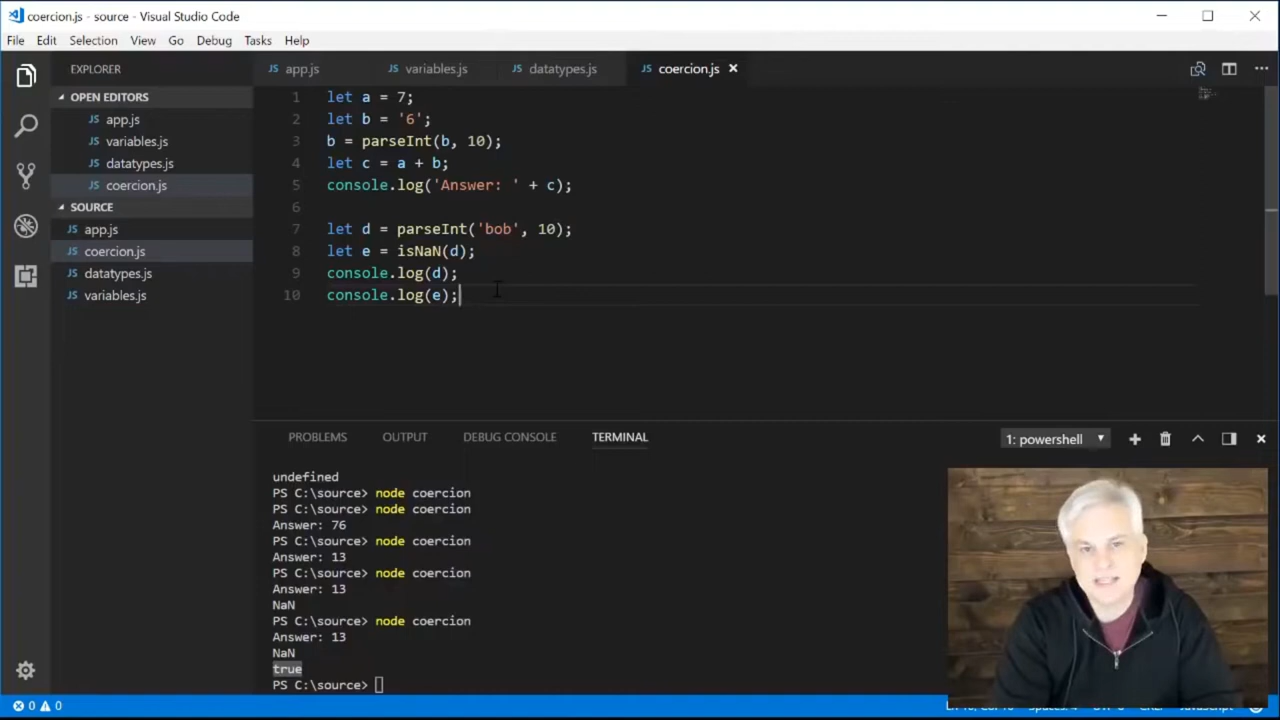 coercion.js - source - Visual Studio Code
File Edit Selection View Go Debug Tasks Help
EXPLORER
OPEN EDITORS
JS app.js
JS variables.js
JS datatypes.js
JS coercion.js
SOURCE
JS app.js
JS coercion.js
JS datatypes.js
JS variables.js
JS app.js JS variables.js JS datatypes.js JS coercion.js
1 let a = 7;
2 let b = '6';
3 b = parseInt(b, 10);
4 let c = a + b;
5 console.log('Answer: ' + c);
6
7 let d = parseInt('bob', 10);
8 let e = isNaN(d);
9 console.log(d);
10 console.log(e);
PROBLEMS OUTPUT DEBUG CONSOLE TERMINAL 1: powershell
undefined
PS C:\source> node coercion
PS C:\source> node coercion
Answer: 76
PS C:\source> node coercion
Answer: 13
PS C:\source> node coercion
Answer: 13
NaN
PS C:\source> node coercion
Answer: 13
NaN
true
PS C:\source>
0 0